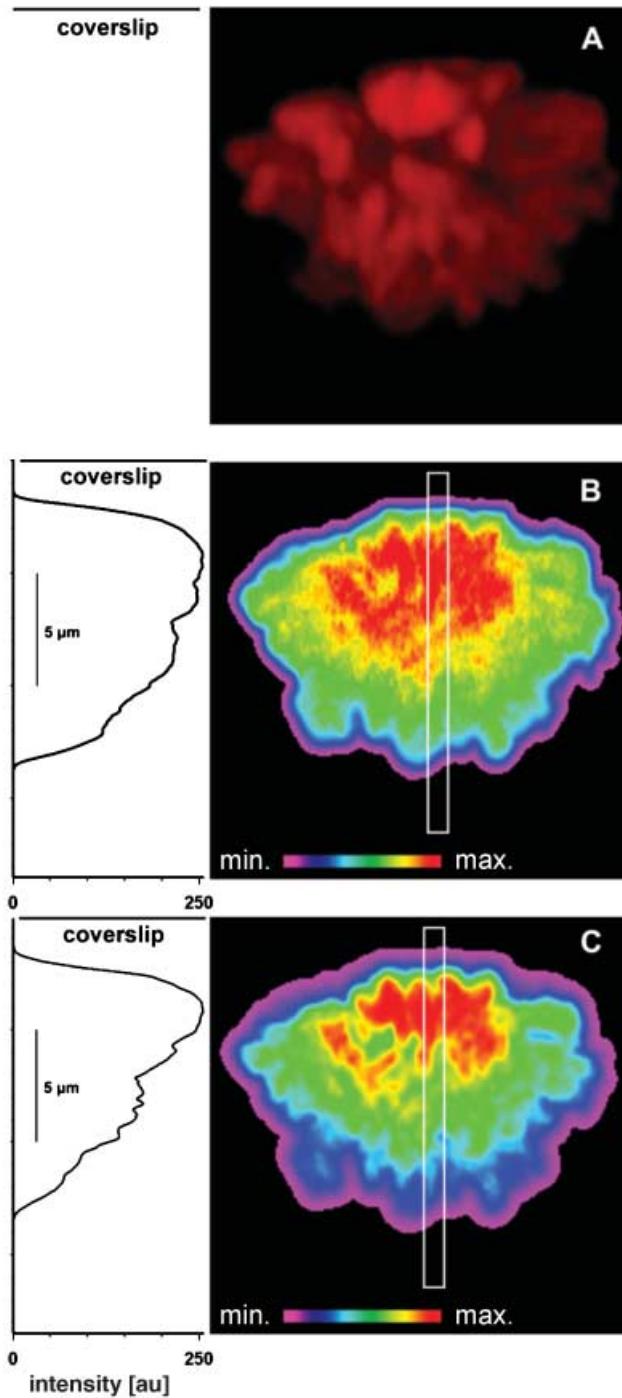 coverslip
A
coverslip
B
5 µm
min. max.
0 250
coverslip
C
5 µm
min. max.
0 250
intensity [au]